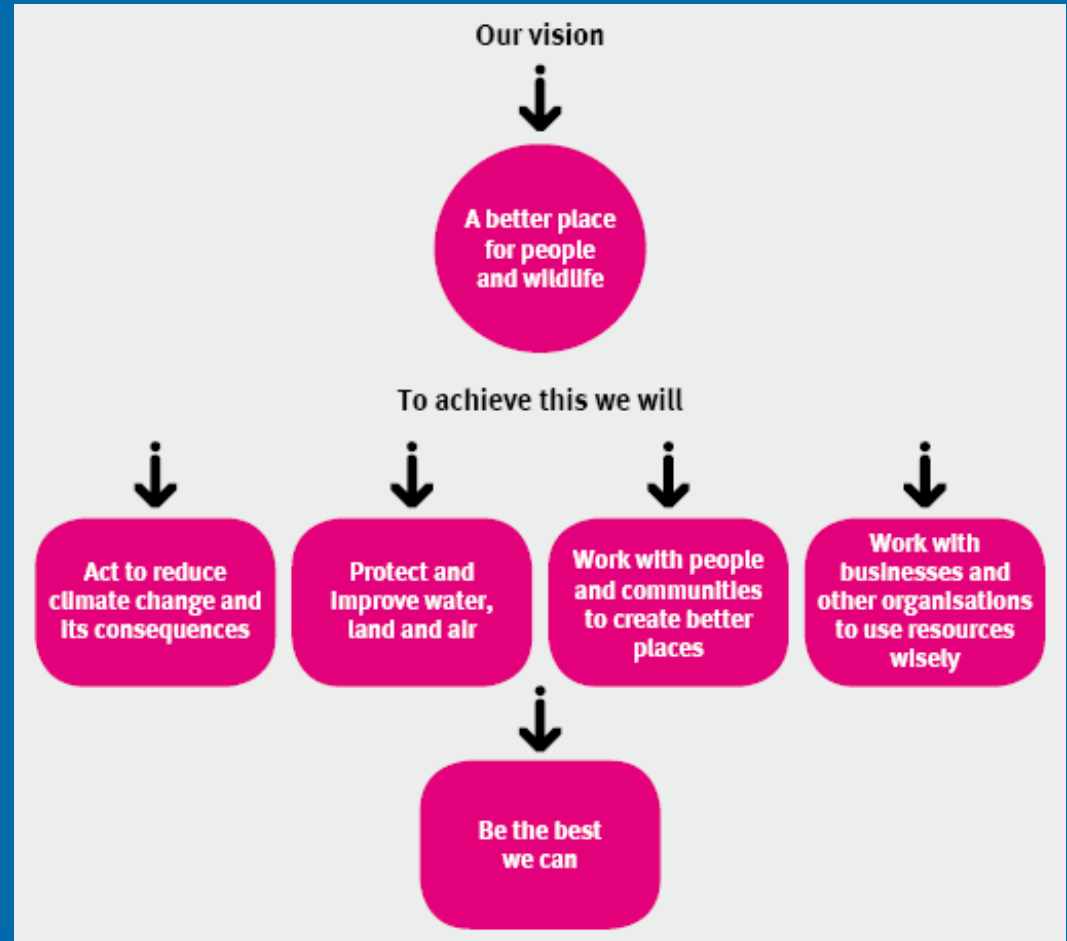 Our vision
A better place
for people
and wildlife
To achieve this we will
Act to reduce
climate change and
its consequences
Protect and
improve water,
land and air
Work with people
and communities
to create better
places
Work with
businesses and
other organisations
to use resources
wisely
Be the best
we can